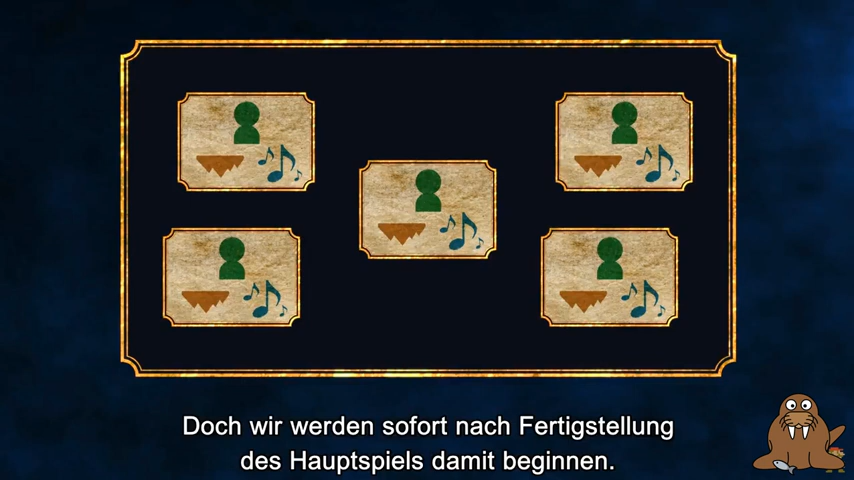 Doch wir werden sofort nach Fertigstellung
des Hauptspiels damit beginnen.